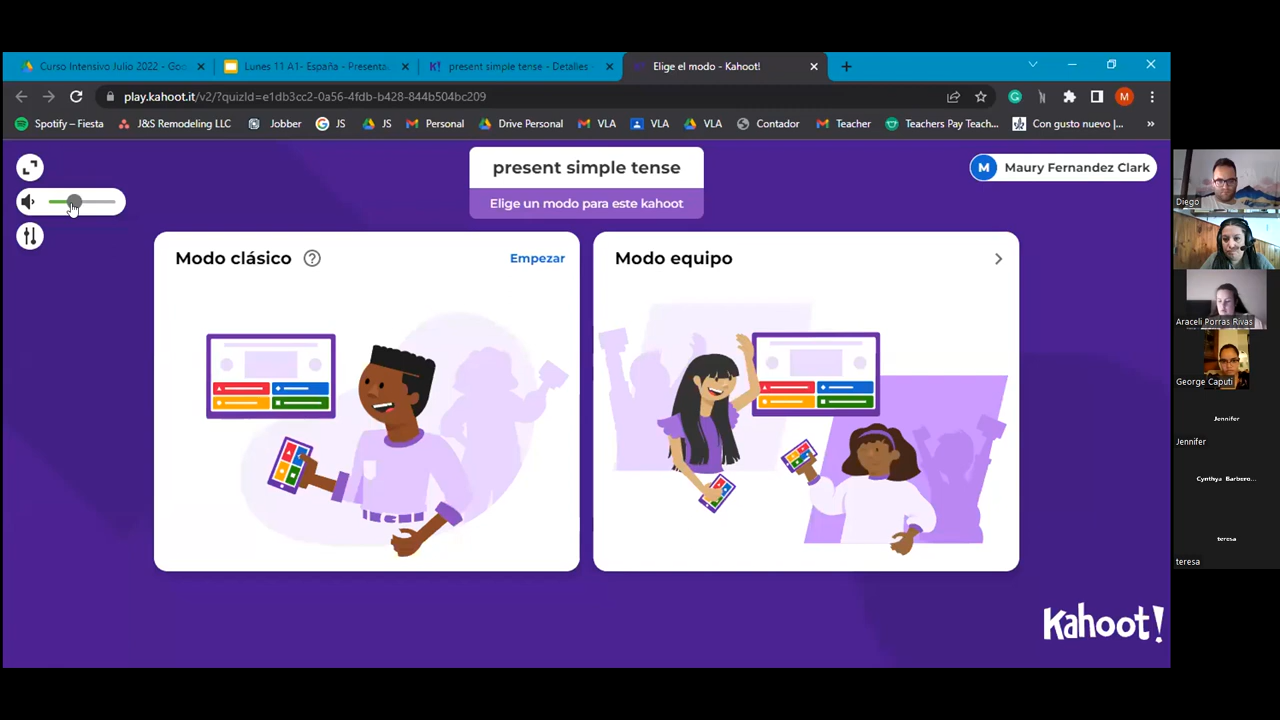 Curso Intensivo Julio 2022 - Goo
Lunes 11 A1- España - Presenta
K! present simple tense - Detalles -
Elige el modo - Kahoot!
play.kahoot.it/v2/?quizId=e1db3cc2-0a56-4fdb-b428-844b504bc209
M
Spotify – Fiesta
J&S Remodeling LLC
Jobber
JS
JS
Personal
Drive Personal
VLA
VLA
VLA
Contador
Teacher
Teachers Pay Teach...
Con gusto nuevo |...
»
present simple tense
Elige un modo para este kahoot
M Maury Fernandez Clark
Modo clásico ?
Empezar
Modo equipo
Kahoot!
Diego
Araceli Porras Rivas
George Caputi
Jennifer
Jennifer
Cynthya Barbero...
teresa
teresa